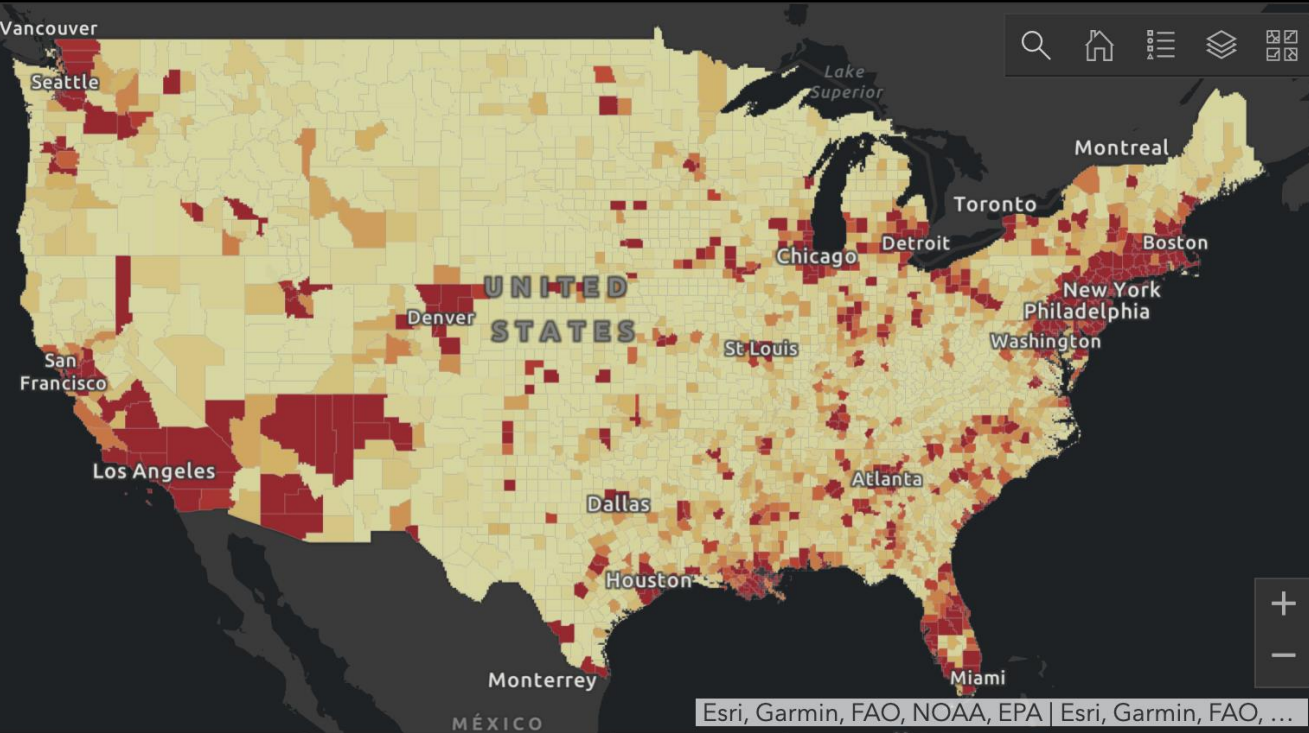 Vancouver
Seattle
Lake
Superior
Montreal
Toronto
Detroit
Boston
Chicago
UNITED
STATES
New York
Philadelphia
Denver
St Louis
Washington
San
Francisco
Los Angeles
Atlanta
Dallas
Houston
Miami
Monterrey
MÉXICO
Esri, Garmin, FAO, NOAA, EPA | Esri, Garmin, FAO, ...